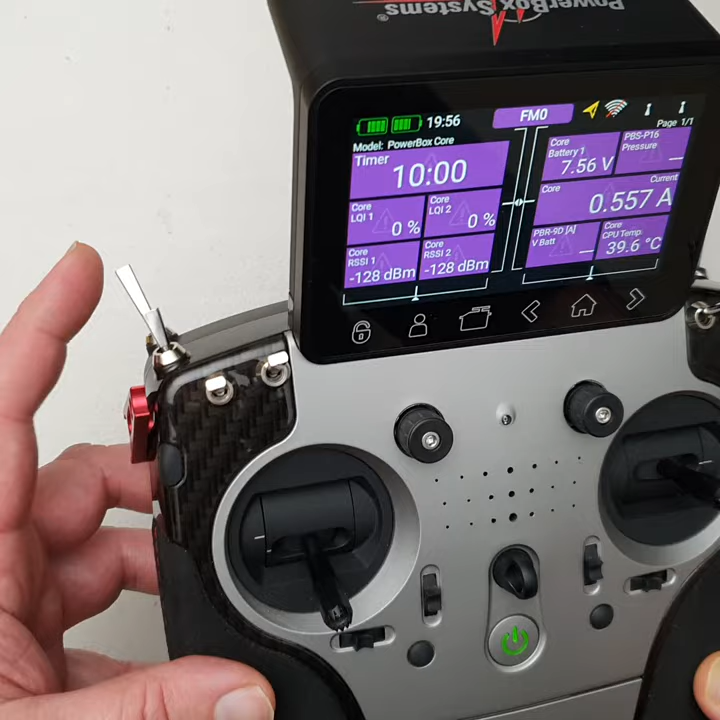 PowerBox Systems®
19:56
FM0
Page 1/1
Model: PowerBox Core
Timer
10:00
Core
LQI 1
0 %
Core
LQI 2
0 %
Core
RSSI 1
-128 dBm
Core
RSSI 2
-128 dBm
Core
Battery 1
7.56 V
PBS-P16
Pressure
Core
Current
0.557 A
PBR-9D [A]
V Batt
Core
CPU Temp.
39.6 °C